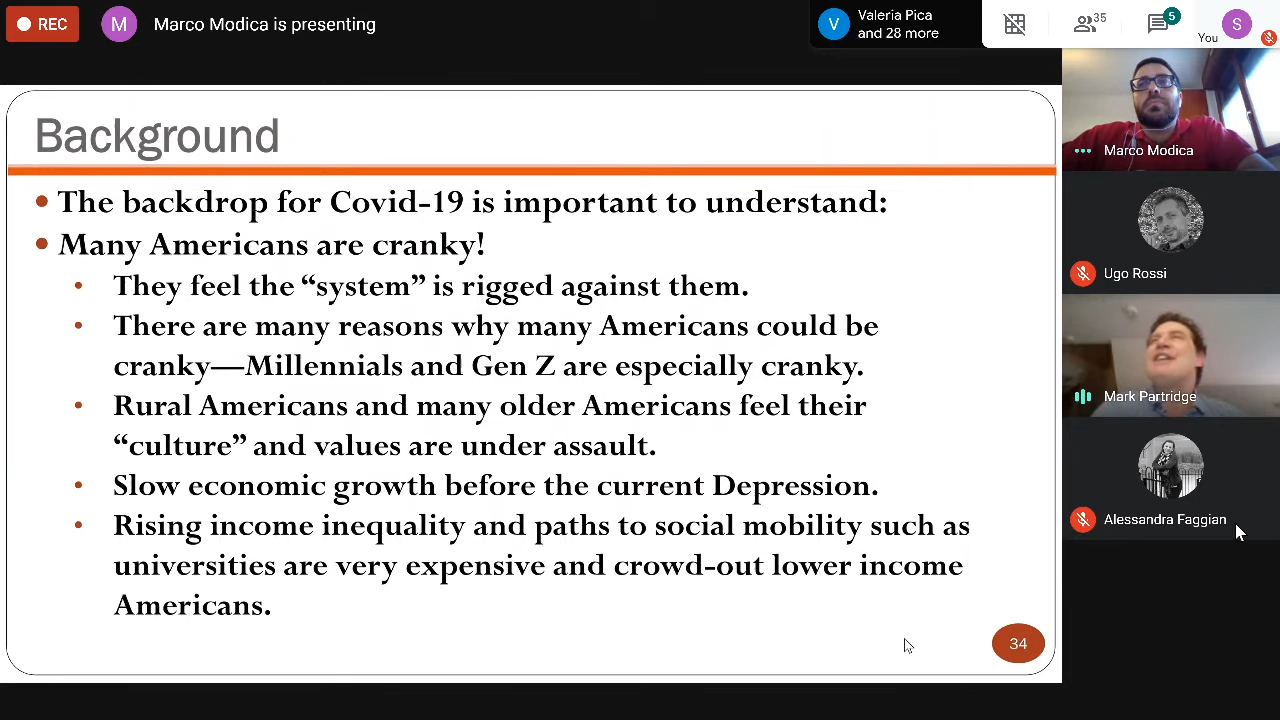 REC
M
Marco Modica is presenting
V
Valeria Pica
and 28 more
35
5
You
S
Background
• The backdrop for Covid-19 is important to understand:
• Many Americans are cranky!
• They feel the “system” is rigged against them.
• There are many reasons why many Americans could be
cranky—Millennials and Gen Z are especially cranky.
• Rural Americans and many older Americans feel their
“culture” and values are under assault.
• Slow economic growth before the current Depression.
• Rising income inequality and paths to social mobility such as
universities are very expensive and crowd-out lower income
Americans.
34
Marco Modica
Ugo Rossi
Mark Partridge
Alessandra Faggian